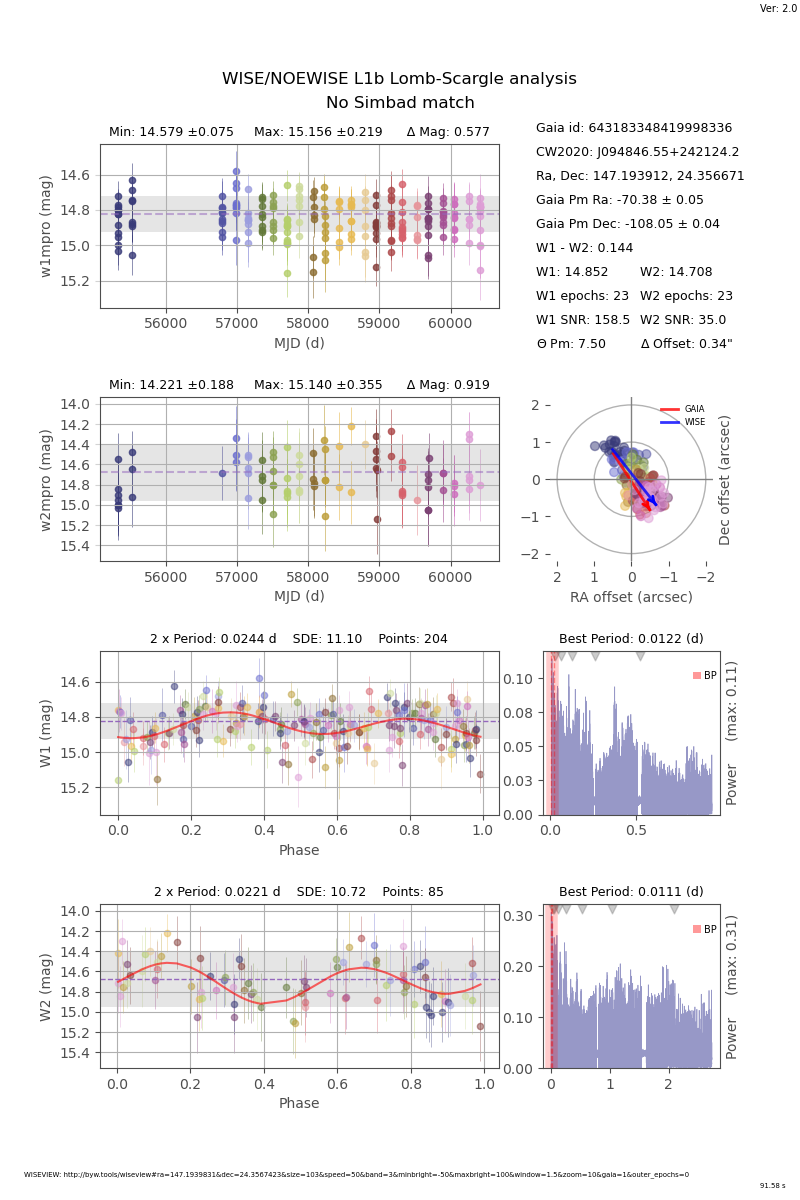 Ver: 2.0
WISE/NOEWISE L1b Lomb-Scargle analysis
No Simbad match
Min: 14.579 ±0.075 Max: 15.156 ±0.219 Δ Mag: 0.577
14.6
14.8
15.0
15.2
w1mpro (mag)
56000 57000 58000 59000 60000
MJD (d)
Gaia id: 643183348419998336
CW2020: J094846.55+242124.2
Ra, Dec: 147.193912, 24.356671
Gaia Pm Ra: -70.38 ± 0.05
Gaia Pm Dec: -108.05 ± 0.04
W1 - W2: 0.144
W1: 14.852 W2: 14.708
W1 epochs: 23 W2 epochs: 23
W1 SNR: 158.5 W2 SNR: 35.0
Θ Pm: 7.50 Δ Offset: 0.34"
Min: 14.221 ±0.188 Max: 15.140 ±0.355 Δ Mag: 0.919
14.0
14.2
14.4
14.6
14.8
15.0
15.2
15.4
w2mpro (mag)
56000 57000 58000 59000 60000
MJD (d)
GAIA
WISE
2
1
0
−1
−2
2 1 0 −1 −2
RA offset (arcsec)
Dec offset (arcsec)
2 x Period: 0.0244 d SDE: 11.10 Points: 204
14.6
14.8
15.0
15.2
W1 (mag)
0.0 0.2 0.4 0.6 0.8 1.0
Phase
Best Period: 0.0122 (d)
BP
0.10
0.08
0.05
0.03
0.00
0.0 0.5
Power (max: 0.11)
2 x Period: 0.0221 d SDE: 10.72 Points: 85
14.0
14.2
14.4
14.6
14.8
15.0
15.2
15.4
W2 (mag)
0.0 0.2 0.4 0.6 0.8 1.0
Phase
Best Period: 0.0111 (d)
BP
0.30
0.20
0.10
0.00
0 1 2
Power (max: 0.31)
WISEVIEW: http://byw.tools/wiseview#ra=147.1939831&dec=24.3567423&size=103&speed=50&band=3&minbright=-50&maxbright=100&window=1.5&zoom=10&gaia=1&outer_epochs=0
91.58 s